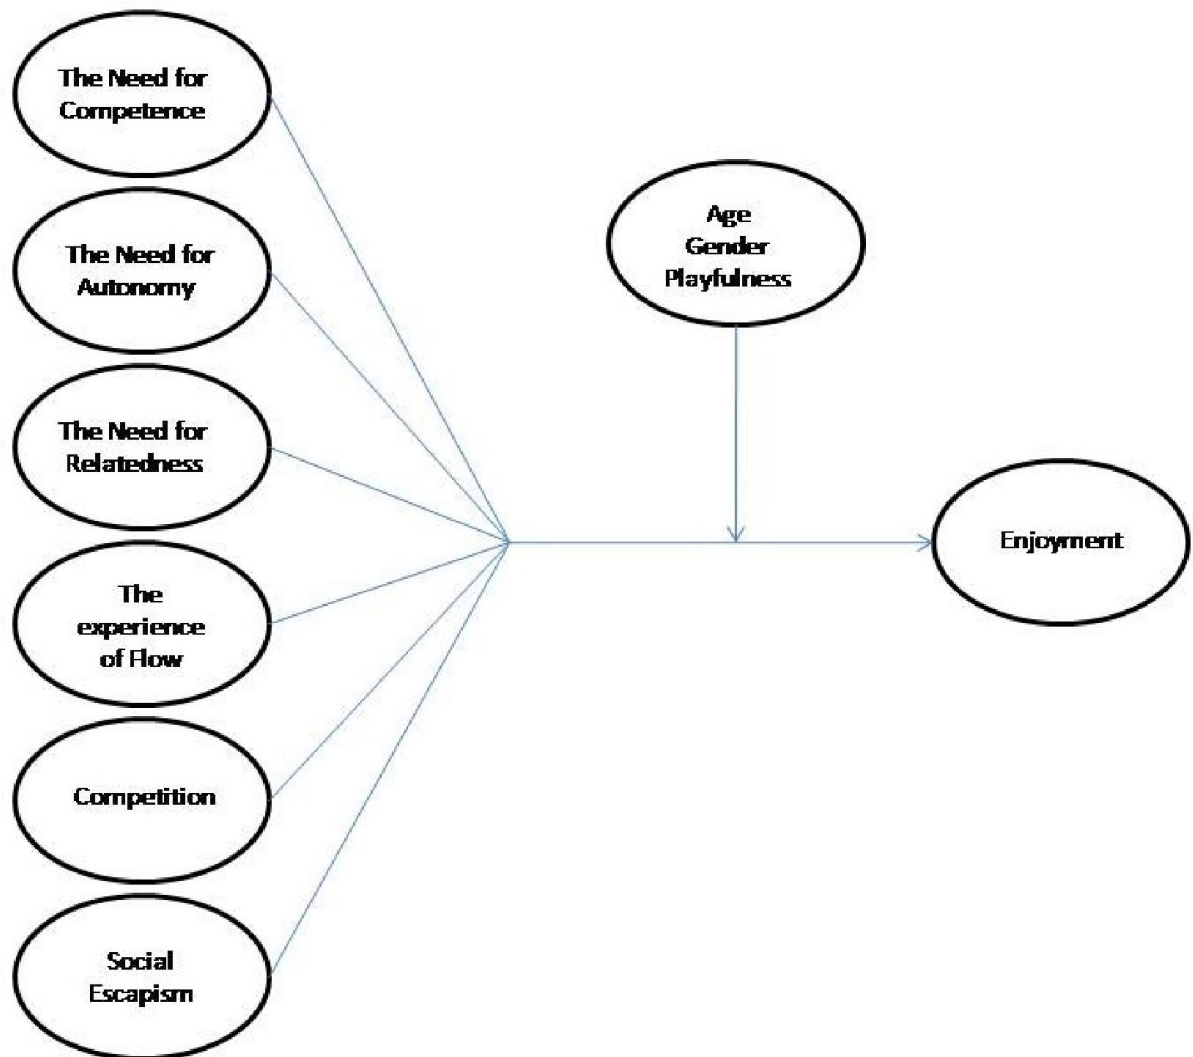 The Need for
Competence
The Need for
Autonomy
The Need for
Relatedness
The
experience
of Flow
Competition
Social
Escapism
Age
Gender
Playfulness
Enjoyment